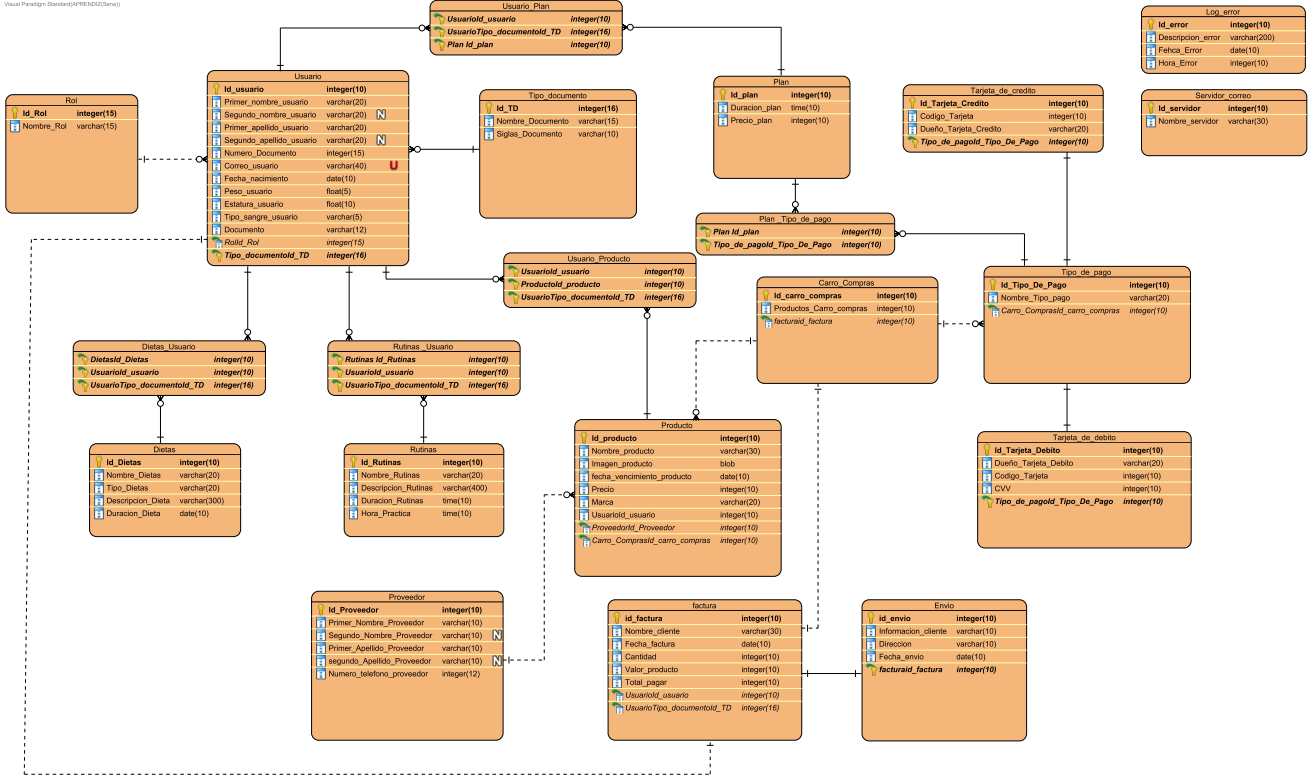 Visual Paradigm Standard(APRENDIZ(Sena))
Usuario_Plan
UsuarioId_usuario integer(10)
UsuarioTipo_documentoId_TD integer(16)
Plan Id_plan integer(10)
Log_error
Id_error integer(10)
Descripcion_error varchar(200)
Fehca_Error date(10)
Hora_Error integer(10)
Usuario
Id_usuario integer(10)
Primer_nombre_usuario varchar(20)
Segundo_nombre_usuario varchar(20) N
Primer_apellido_usuario varchar(20)
Segundo_apellido_usuario varchar(20) N
Numero_Documento integer(15)
Correo_usuario varchar(40) U
Fecha_nacimiento date(10)
Peso_usuario float(5)
Estatura_usuario float(10)
Tipo_sangre_usuario varchar(5)
Documento varchar(12)
RolId_Rol integer(15)
Tipo_documentoId_TD integer(16)
Rol
Id_Rol integer(15)
Nombre_Rol varchar(15)
Tipo_documento
Id_TD integer(16)
Nombre_Documento varchar(15)
Siglas_Documento varchar(10)
Plan
Id_plan integer(10)
Duracion_plan time(10)
Precio_plan integer(10)
Tarjeta_de_credito
Id_Tarjeta_Credito integer(10)
Codigo_Tarjeta integer(10)
Dueño_Tarjeta_Credito varchar(20)
Tipo_de_pagoId_Tipo_De_Pago integer(10)
Servidor_correo
Id_servidor integer(10)
Nombre_servidor varchar(30)
Plan _Tipo_de_pago
Plan Id_plan integer(10)
Tipo_de_pagoId_Tipo_De_Pago integer(10)
Usuario_Producto
UsuarioId_usuario integer(10)
ProductoId_producto integer(10)
UsuarioTipo_documentoId_TD integer(16)
Carro_Compras
Id_carro_compras integer(10)
Productos_Carro_compras integer(10)
facturaid_factura integer(10)
Tipo_de_pago
Id_Tipo_De_Pago integer(10)
Nombre_Tipo_pago varchar(20)
Carro_ComprasId_carro_compras integer(10)
Dietas_Usuario
DietasId_Dietas integer(10)
UsuarioId_usuario integer(10)
UsuarioTipo_documentoId_TD integer(16)
Rutinas _Usuario
Rutinas Id_Rutinas integer(10)
UsuarioId_usuario integer(10)
UsuarioTipo_documentoId_TD integer(16)
Dietas
Id_Dietas integer(10)
Nombre_Dietas varchar(20)
Tipo_Dietas varchar(20)
Descripcion_Dieta varchar(300)
Duracion_Dieta date(10)
Rutinas
Id_Rutinas integer(10)
Nombre_Rutinas varchar(20)
Descripcion_Rutinas varchar(400)
Duracion_Rutinas time(10)
Hora_Practica time(10)
Producto
Id_producto integer(10)
Nombre_producto varchar(30)
Imagen_producto blob
fecha_vencimiento_producto date(10)
Precio integer(10)
Marca varchar(20)
UsuarioId_usuario integer(10)
ProveedorId_Proveedor integer(10)
Carro_ComprasId_carro_compras integer(10)
Tarjeta_de_debito
Id_Tarjeta_Debito integer(10)
Dueño_Tarjeta_Debito varchar(20)
Codigo_Tarjeta integer(10)
CVV integer(10)
Tipo_de_pagoId_Tipo_De_Pago integer(10)
Proveedor
Id_Proveedor integer(10)
Primer_Nombre_Proveedor varchar(10)
Segundo_Nombre_Proveedor varchar(10) N
Primer_Apellido_Proveedor varchar(10)
segundo_Apellido_Proveedor varchar(10) N
Numero_telefono_proveedor integer(12)
factura
id_factura integer(10)
Nombre_cliente varchar(30)
Fecha_factura date(10)
Cantidad integer(10)
Valor_producto integer(10)
Total_pagar integer(10)
UsuarioId_usuario integer(10)
UsuarioTipo_documentoId_TD integer(16)
Envio
id_envio integer(10)
Informacion_cliente varchar(10)
Direccion varchar(10)
Fecha_envio date(10)
facturaid_factura integer(10)